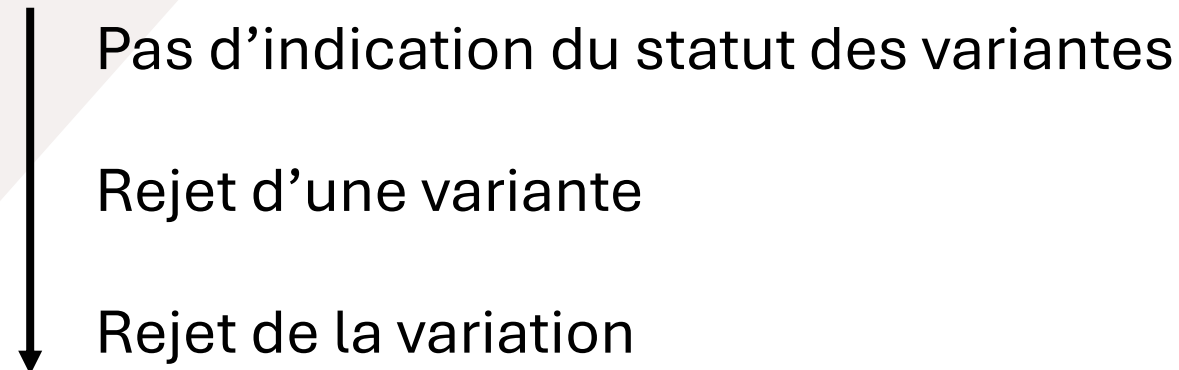 Pas d’indication du statut des variantes
Rejet d’une variante
Rejet de la variation